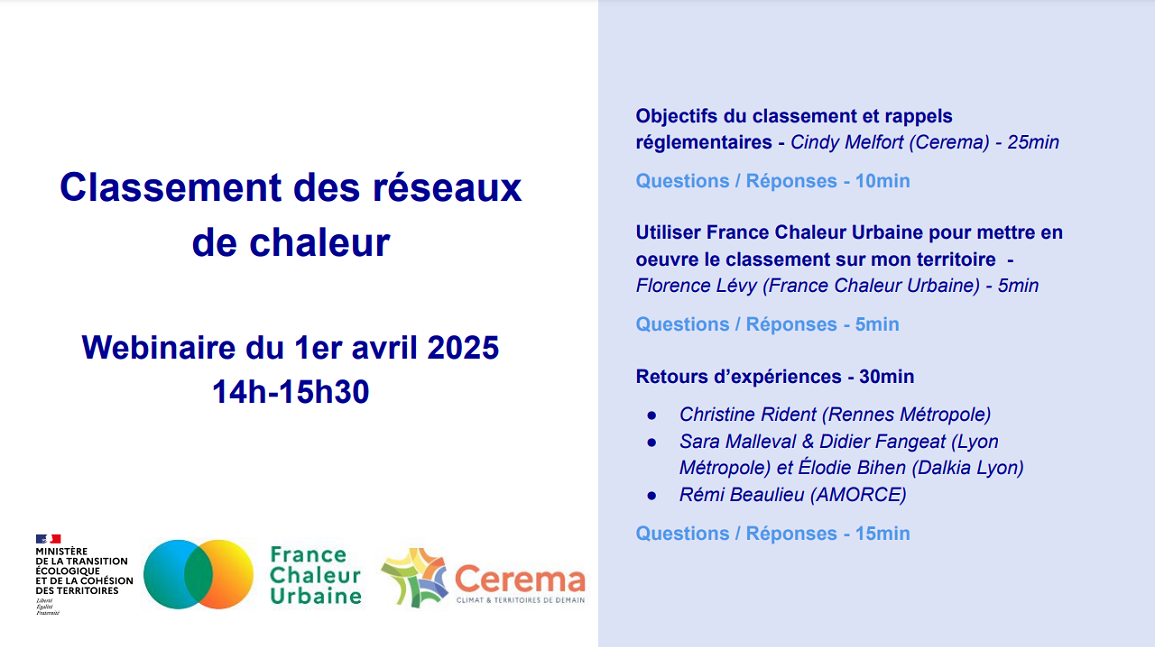 Classement des réseaux
de chaleur
Webinaire du 1er avril 2025
14h-15h30
MINISTÈRE
DE LA TRANSITION
ÉCOLOGIQUE
ET DE LA COHÉSION
DES TERRITOIRES
Liberté
Égalité
Fraternité
France
Chaleur
Urbaine
Cerema
CLIMAT & TERRITOIRES DE DEMAIN
Objectifs du classement et rappels
réglementaires - Cindy Melfort (Cerema) - 25min
Questions / Réponses - 10min
Utiliser France Chaleur Urbaine pour mettre en
oeuvre le classement sur mon territoire -
Florence Lévy (France Chaleur Urbaine) - 5min
Questions / Réponses - 5min
Retours d’expériences - 30min
● Christine Rident (Rennes Métropole)
● Sara Malleval & Didier Fangeat (Lyon
Métropole) et Élodie Bihen (Dalkia Lyon)
● Rémi Beaulieu (AMORCE)
Questions / Réponses - 15min